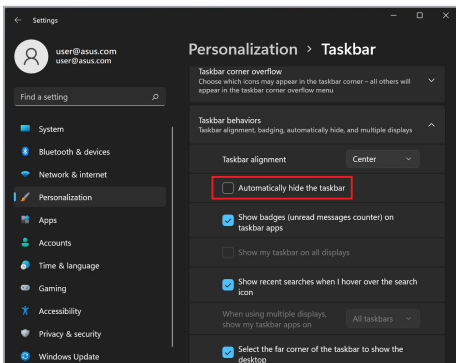 Settings
user@asus.com
user@asus.com
Find a setting
System
Bluetooth & devices
Network & internet
Personalization
Apps
Accounts
Time & language
Gaming
Accessibility
Privacy & security
Windows Update
Personalization > Taskbar
Taskbar corner overflow
Choose which icons may appear in the taskbar corner – all others will
appear in the taskbar corner overflow menu
Taskbar behaviors
Taskbar alignment, badging, automatically hide, and multiple displays
Taskbar alignment Center
Automatically hide the taskbar
Show badges (unread messages counter) on
taskbar apps
Show my taskbar on all displays
Show recent searches when I hover over the search
icon
When using multiple displays,
show my taskbar apps on All taskbars
Select the far corner of the taskbar to show the
desktop